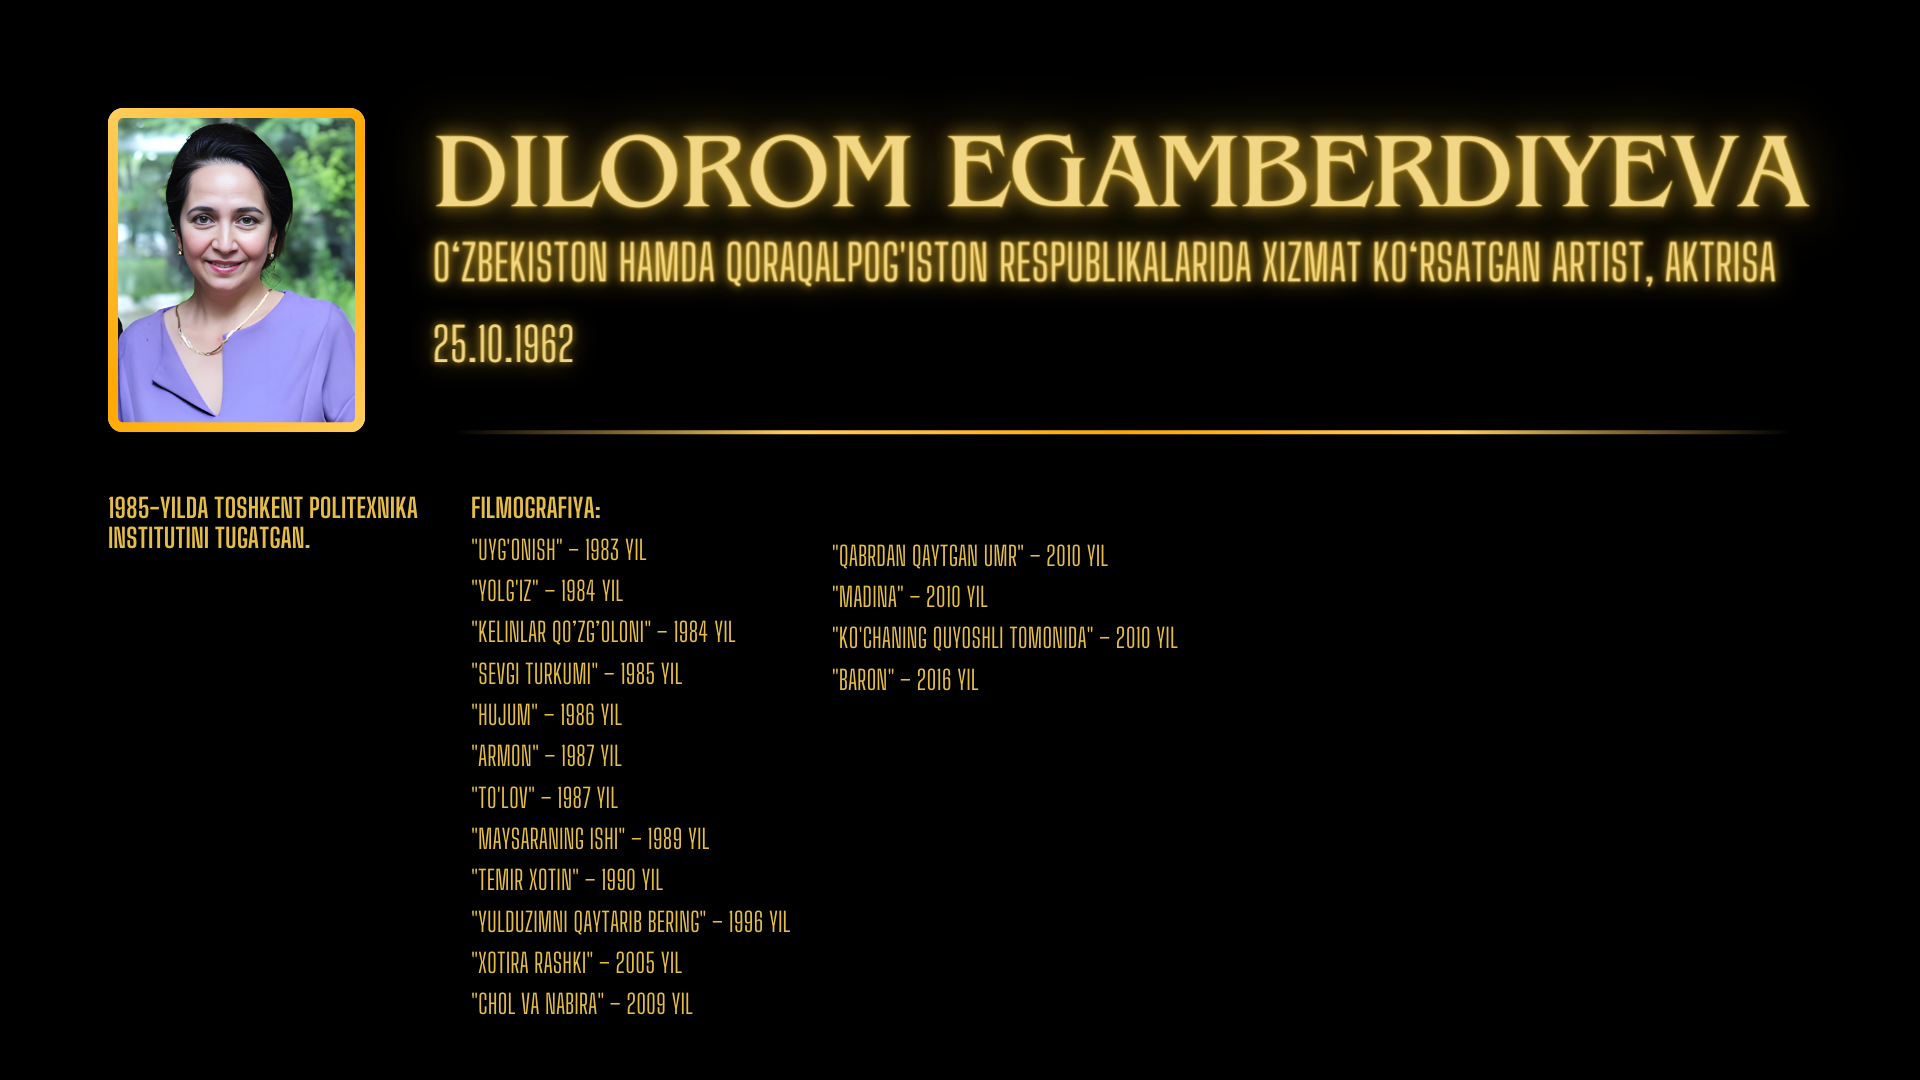 DILOROM EGAMBERDIYEVA
O‘ZBEKISTON HAMDA QORAQALPOG'ISTON RESPUBLIKALARIDA XIZMAT KO‘RSATGAN ARTIST, AKTRISA
25.10.1962
1985-YILDA TOSHKENT POLITEXNIKA
INSTITUTINI TUGATGAN.
FILMOGRAFIYA:
"UYG'ONISH" – 1983 YIL
"YOLG'IZ" – 1984 YIL
"KELINLAR QO’ZG’OLONI" – 1984 YIL
"SEVGI TURKUMI" – 1985 YIL
"HUJUM" – 1986 YIL
"ARMON" – 1987 YIL
"TO'LOV" – 1987 YIL
"MAYSARANING ISHI" – 1989 YIL
"TEMIR XOTIN" – 1990 YIL
"YULDUZIMNI QAYTARIB BERING" – 1996 YIL
"XOTIRA RASHKI" – 2005 YIL
"CHOL VA NABIRA" – 2009 YIL
"QABRDAN QAYTGAN UMR" – 2010 YIL
"MADINA" – 2010 YIL
"KO'CHANING QUYOSHLI TOMONIDA" – 2010 YIL
"BARON" – 2016 YIL